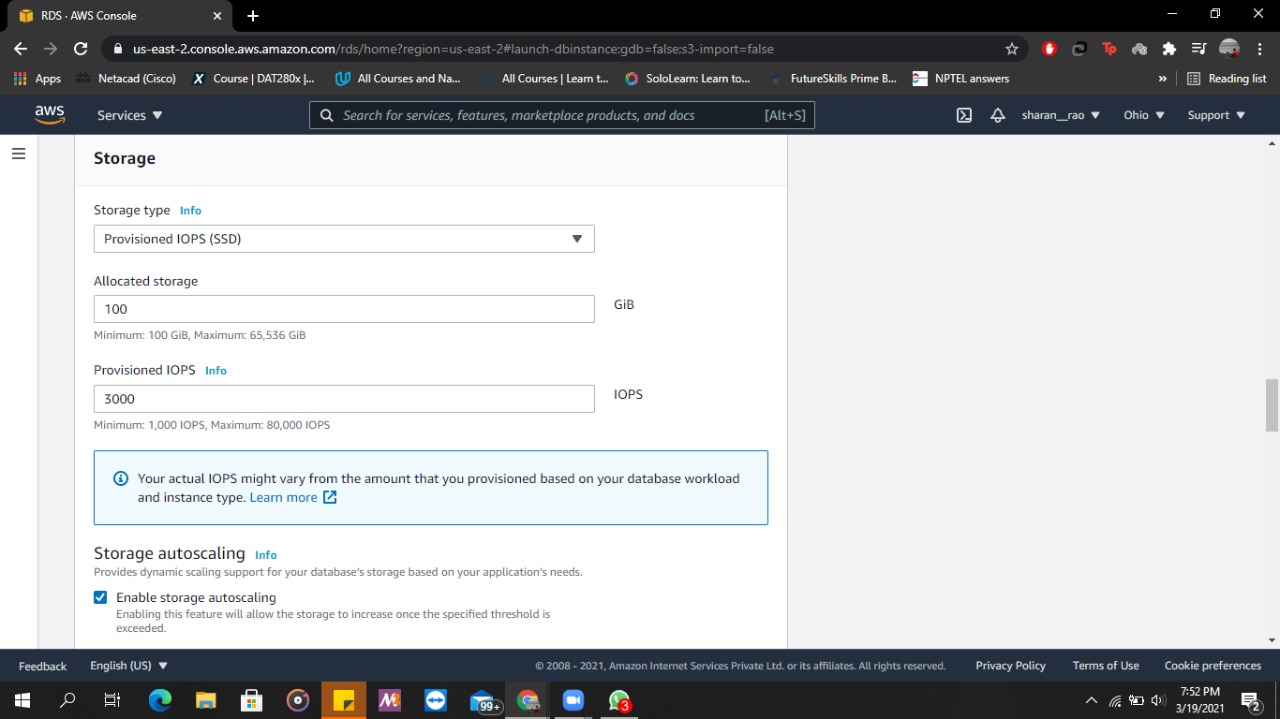 RDS - AWS Console
us-east-2.console.aws.amazon.com/rds/home?region=us-east-2#launch-dbinstance:gdb=false;s3-import=false
Tp
Apps
Netacad (Cisco)
X Course | DAT280x |...
All Courses and Na...
All Courses | Learn t...
SoloLearn: Learn to...
FutureSkills Prime B...
NPTEL answers
»
Reading list
aws
Services
Search for services, features, marketplace products, and docs
[Alt+S]
sharan__rao
Ohio
Support
Storage
Storage type Info
Provisioned IOPS (SSD)
Allocated storage
100
GiB
Minimum: 100 GiB, Maximum: 65,536 GiB
Provisioned IOPS Info
3000
IOPS
Minimum: 1,000 IOPS, Maximum: 80,000 IOPS
Your actual IOPS might vary from the amount that you provisioned based on your database workload
and instance type. Learn more
Storage autoscaling Info
Provides dynamic scaling support for your database's storage based on your application's needs.
Enable storage autoscaling
Enabling this feature will allow the storage to increase once the specified threshold is
exceeded.
Feedback
English (US)
© 2008 - 2021, Amazon Internet Services Private Ltd. or its affiliates. All rights reserved.
Privacy Policy
Terms of Use
Cookie preferences
99+
3
7:52 PM
3/19/2021
2